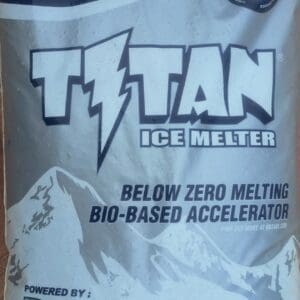 TITAN®
ICE MELTER
BELOW ZERO MELTING
BIO-BASED ACCELERATOR
POWERED BY :